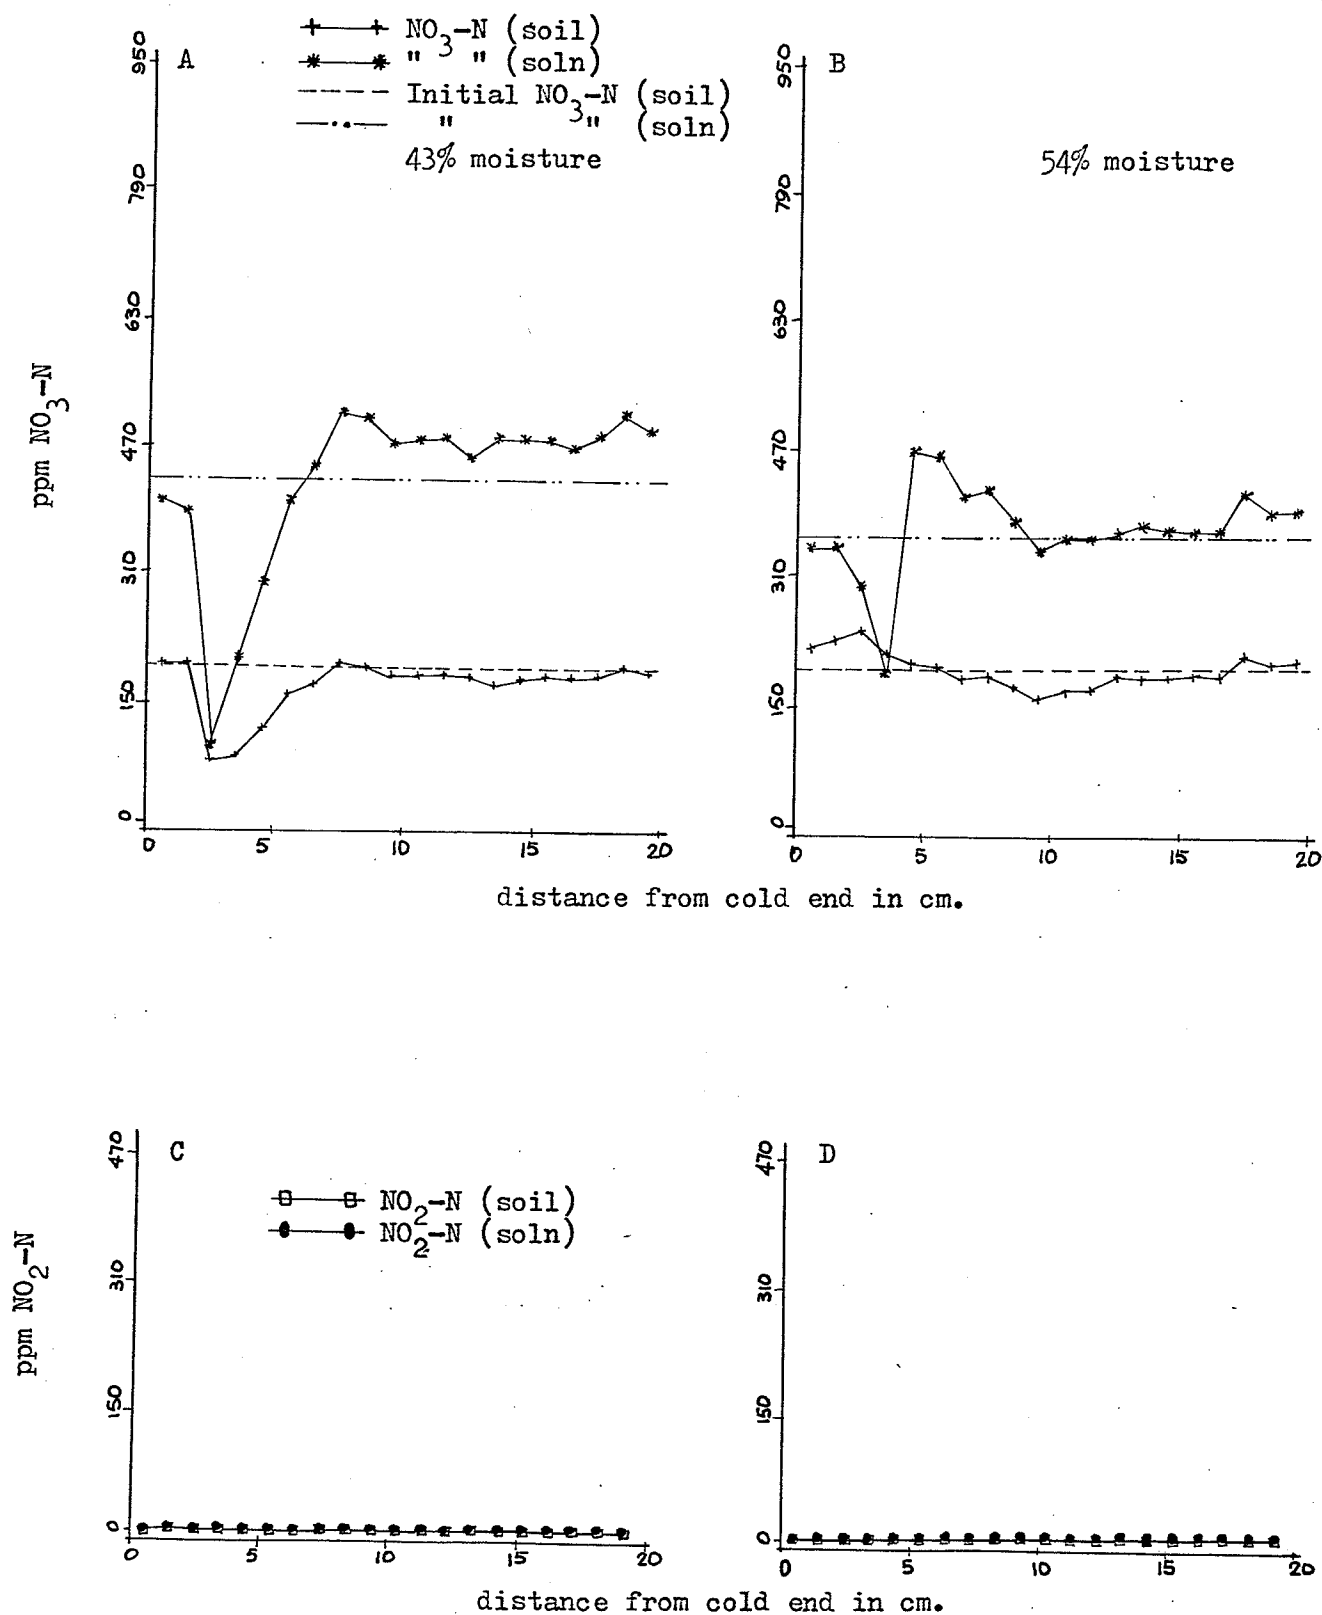 NO3-N (soil)
" " (soln)
Initial NO3-N (soil)
" " (soln)
43% moisture
A
950
790
630
470
310
150
0
ppm NO3-N
0 5 10 15 20
B
54% moisture
950
790
630
470
310
150
0
0 5 10 15 20
distance from cold end in cm.
C
NO2-N (soil)
NO2-N (soln)
470
310
150
0
ppm NO2-N
0 5 10 15 20
D
470
310
150
0
0 5 10 15 20
distance from cold end in cm.